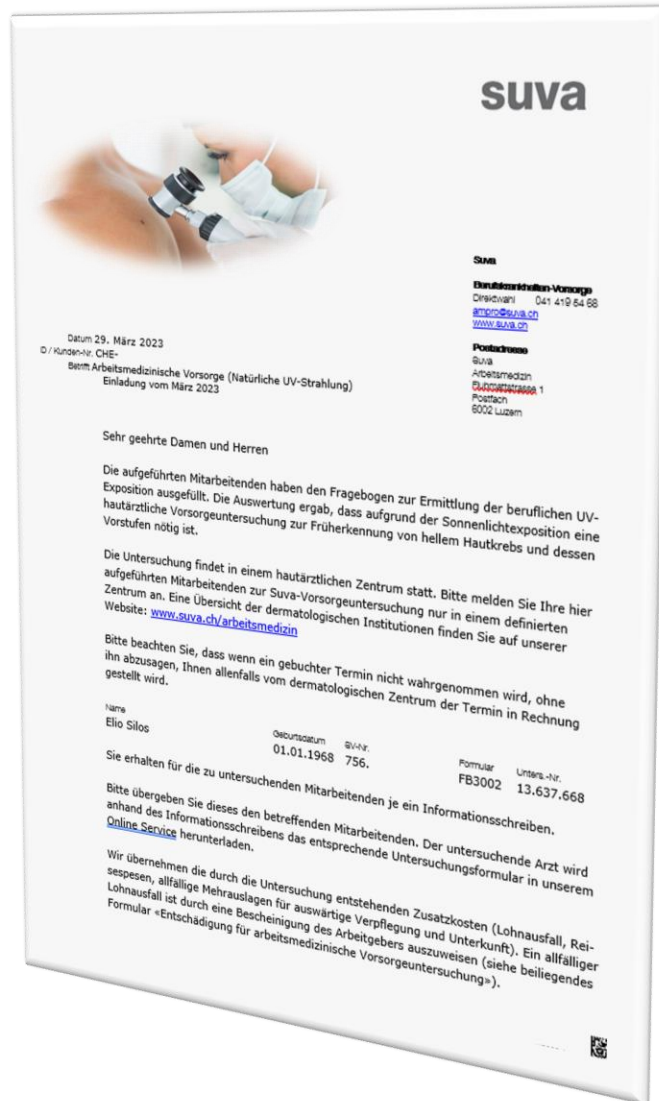 suva
Suva
Berufskrankheiten-Vorsorge
Direktwahl 041 419 54 68
ampro@suva.ch
www.suva.ch
Postadresse
Suva
Arbeitsmedizin
Fluhmattstrasse 1
Postfach
6002 Luzern
Datum 29. März 2023
ID / Kunden-Nr. CHE-
Betrifft Arbeitsmedizinische Vorsorge (Natürliche UV-Strahlung)
Einladung vom März 2023
Sehr geehrte Damen und Herren
Die aufgeführten Mitarbeitenden haben den Fragebogen zur Ermittlung der beruflichen UV-
Exposition ausgefüllt. Die Auswertung ergab, dass aufgrund der Sonnenlichtexposition eine
hautärztliche Vorsorgeuntersuchung zur Früherkennung von hellem Hautkrebs und dessen
Vorstufen nötig ist.
Die Untersuchung findet in einem hautärztlichen Zentrum statt. Bitte melden Sie Ihre hier
aufgeführten Mitarbeitenden zur Suva-Vorsorgeuntersuchung nur in einem definierten
Zentrum an. Eine Übersicht der dermatologischen Institutionen finden Sie auf unserer
Website: www.suva.ch/arbeitsmedizin
Bitte beachten Sie, dass wenn ein gebuchter Termin nicht wahrgenommen wird, ohne
ihn abzusagen, Ihnen allenfalls vom dermatologischen Zentrum der Termin in Rechnung
gestellt wird.
Name Geburtsdatum SV-Nr. Formular Unters.-Nr.
Elio Silos 01.01.1968 756. FB3002 13.637.668
Sie erhalten für die zu untersuchenden Mitarbeitenden je ein Informationsschreiben.
Bitte übergeben Sie dieses den betreffenden Mitarbeitenden. Der untersuchende Arzt wird
anhand des Informationsschreibens das entsprechende Untersuchungsformular in unserem
Online Service herunterladen.
Wir übernehmen die durch die Untersuchung entstehenden Zusatzkosten (Lohnausfall, Rei-
sespesen, allfällige Mehrauslagen für auswärtige Verpflegung und Unterkunft). Ein allfälliger
Lohnausfall ist durch eine Bescheinigung des Arbeitgebers auszuweisen (siehe beiliegendes
Formular «Entschädigung für arbeitsmedizinische Vorsorgeuntersuchung»).